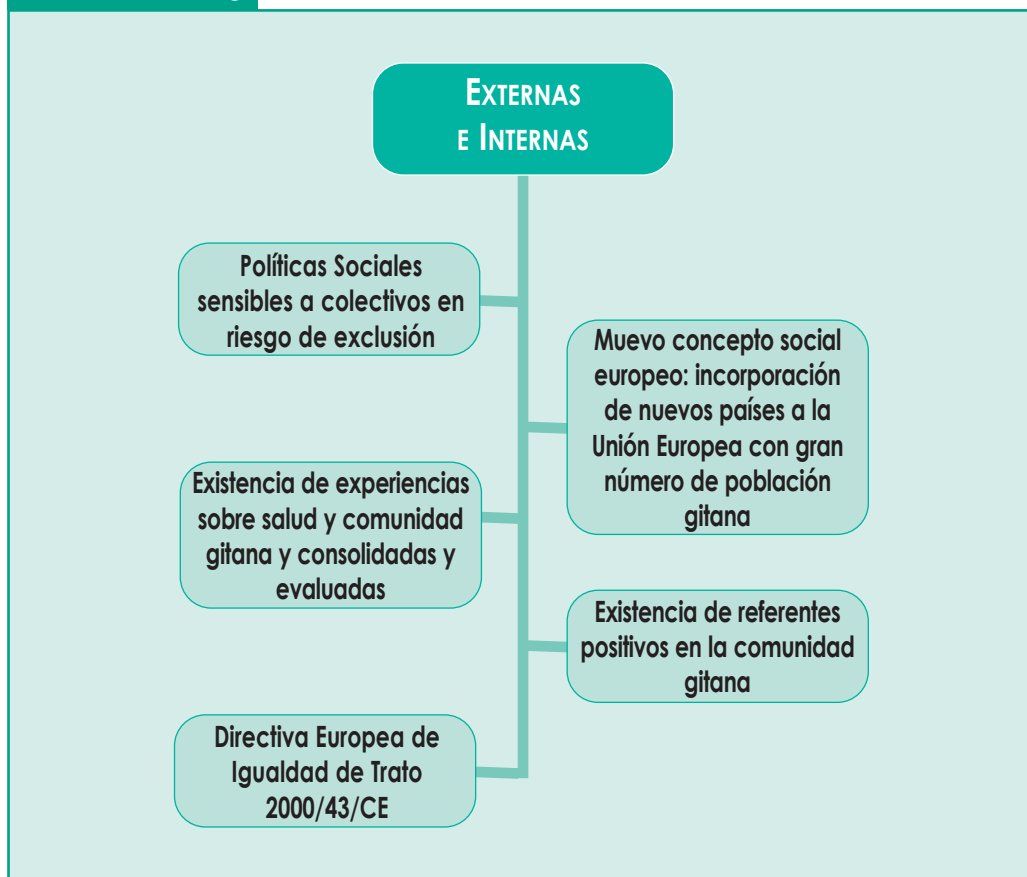 EXTERNAS
E INTERNAS
Políticas Sociales
sensibles a colectivos en
riesgo de exclusión
Muevo concepto social
europeo: incorporación
de nuevos países a la
Unión Europea con gran
número de población
gitana
Existencia de experiencias
sobre salud y comunidad
gitana y consolidadas y
evaluadas
Existencia de referentes
positivos en la comunidad
gitana
Directiva Europea de
Igualdad de Trato
2000/43/CE